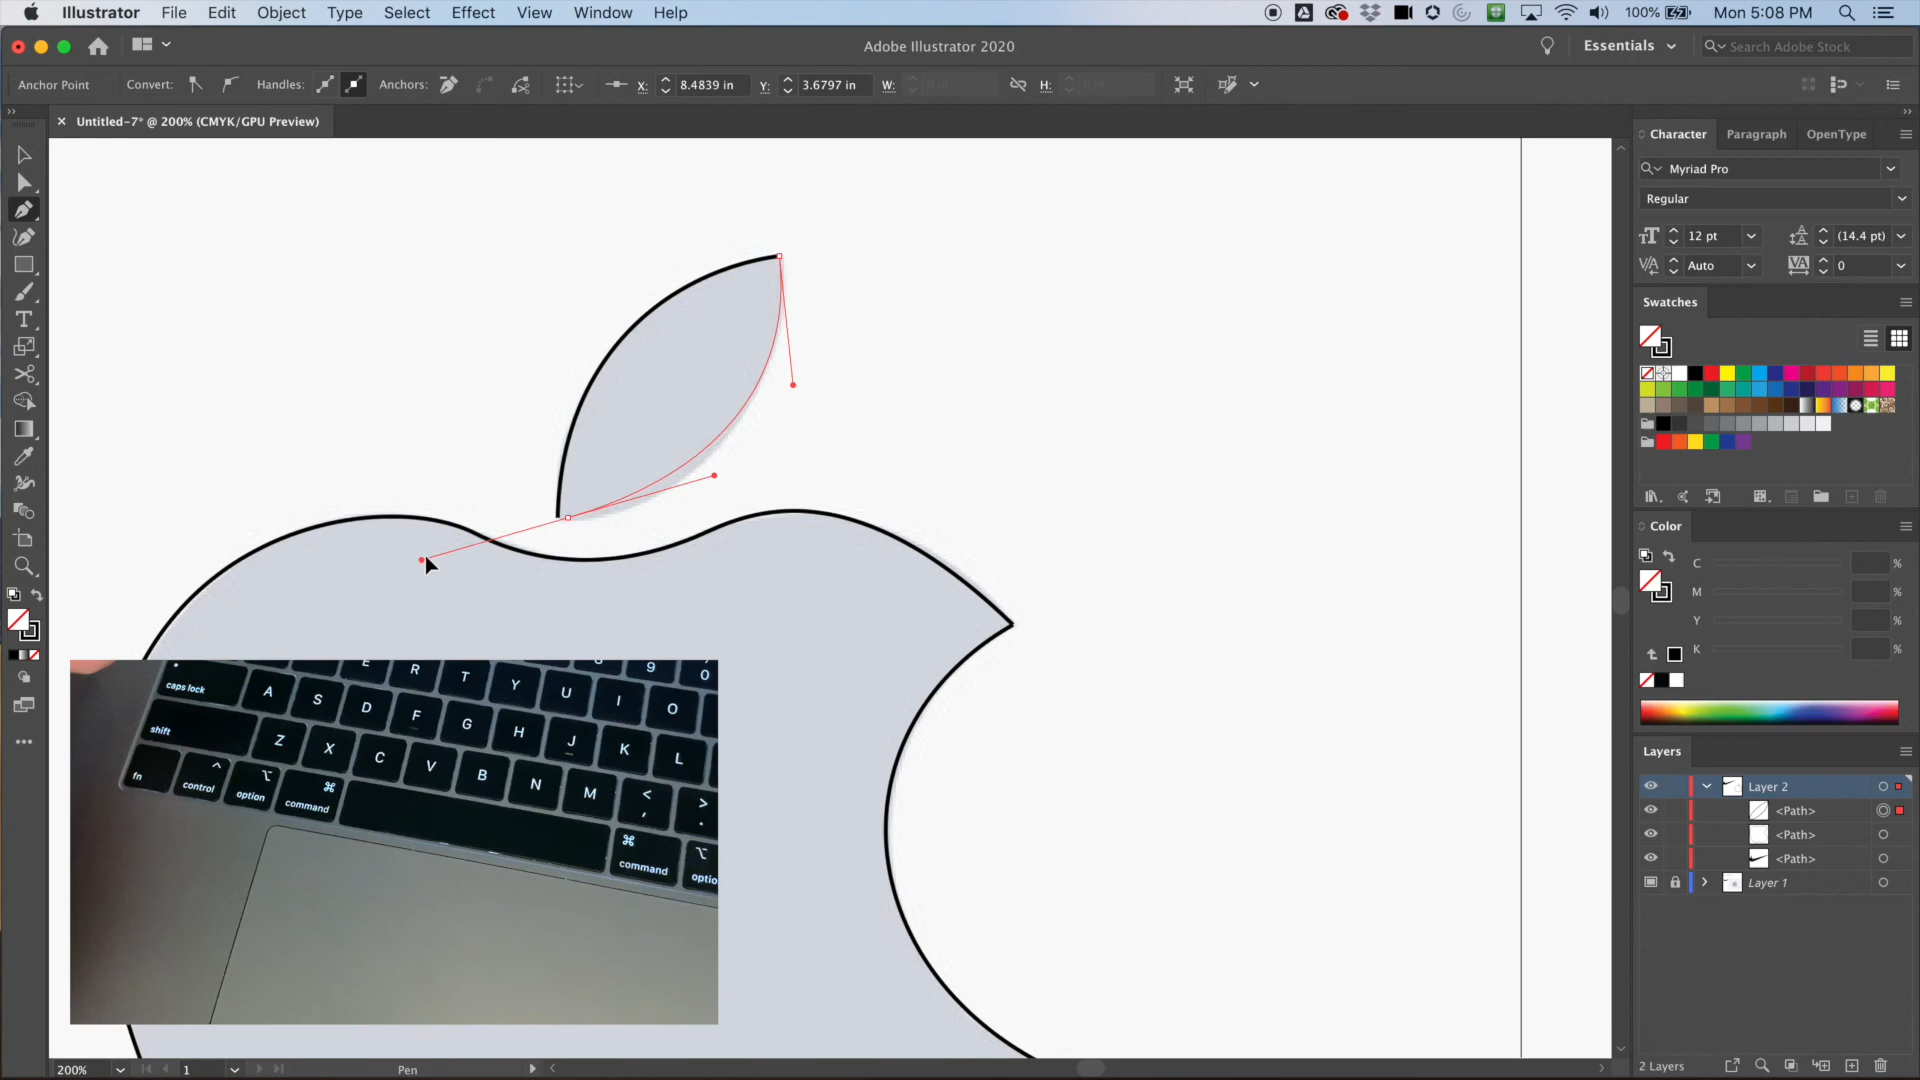 Illustrator File Edit Object Type Select Effect View Window Help 100% Mon 5:08 PM
Adobe Illustrator 2020 Essentials Search Adobe Stock
Anchor Point Convert: Handles: Anchors: X: 8.4839 in Y: 3.6797 in W: 0 in H: 0 in
Untitled-7* @ 200% (CMYK/GPU Preview)
Character Paragraph OpenType
Myriad Pro
Regular
12 pt (14.4 pt)
Auto 0
Swatches
Color
C %
M %
Y %
K %
Layers
Layer 2
<Path>
<Path>
<Path>
Layer 1
2 Layers
E R T Y U I O 9 0
caps lock A S D F G H J K L
shift Z X C V B N M < , > .
fn control option command command optio
200% 1 Pen